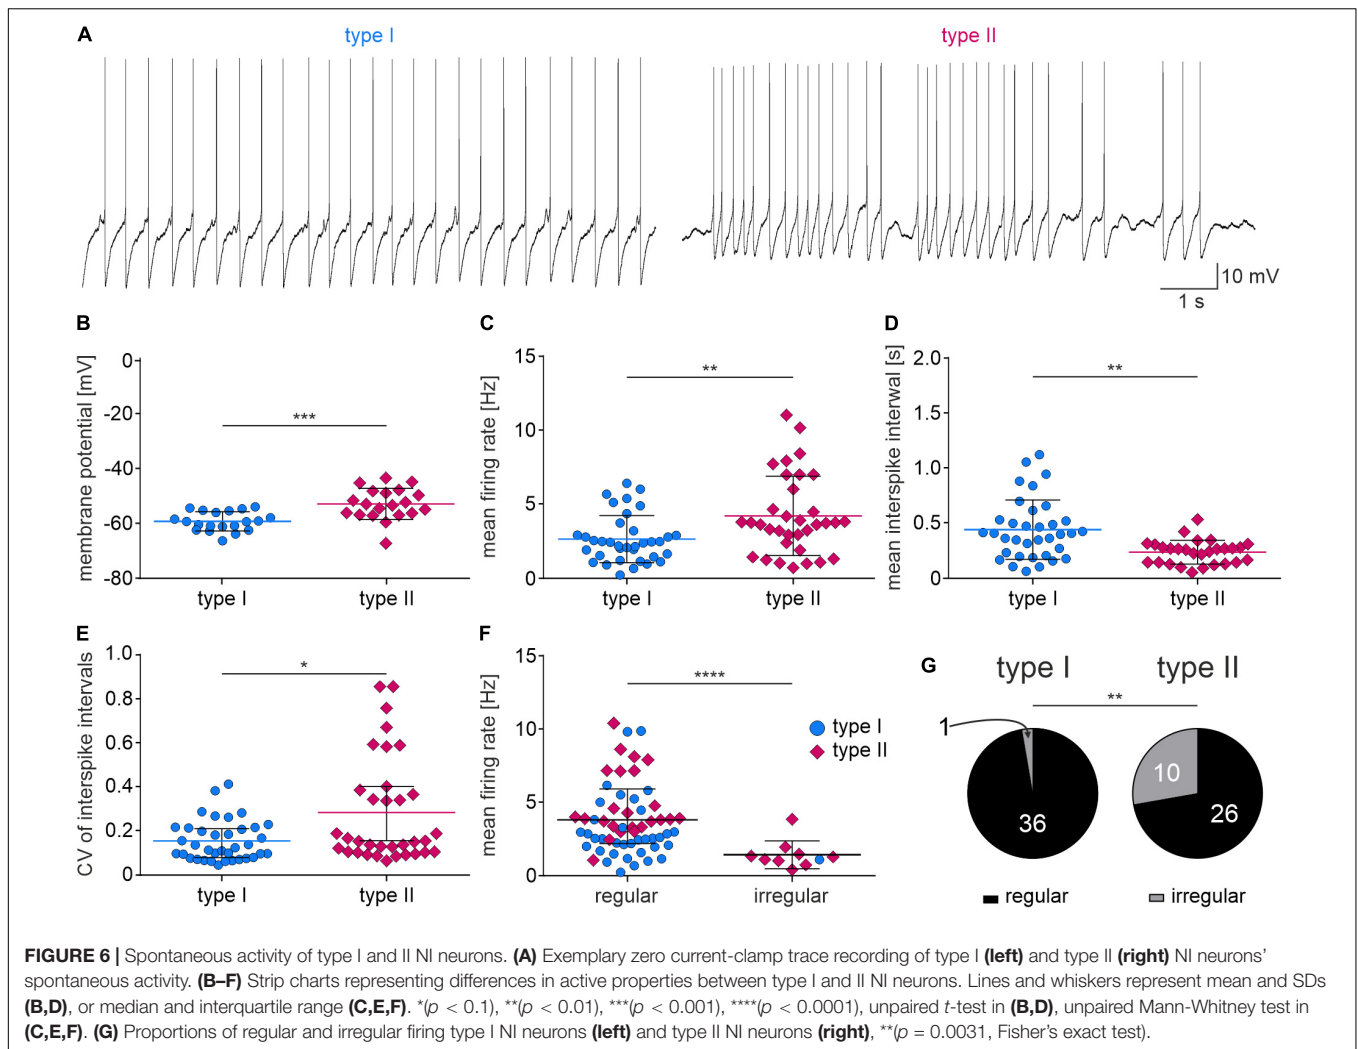 A
type I
type II
10 mV
1 s
B
membrane potential [mV]
0
-20
-40
-60
-80
***
type I
type II
C
mean firing rate [Hz]
15
10
5
0
**
type I
type II
D
mean interspike interwal [s]
2.0
1.0
0.5
0
**
type I
type II
E
CV of interspike intervals
1.0
0.8
0.6
0.4
0.2
0
*
type I
type II
F
mean firing rate [Hz]
15
10
5
0
****
type I
type II
regular
irregular
G
type I
type II
**
1
36
10
26
regular
irregular
FIGURE 6 | Spontaneous activity of type I and II NI neurons. (A) Exemplary zero current-clamp trace recording of type I (left) and type II (right) NI neurons'
spontaneous activity. (B–F) Strip charts representing differences in active properties between type I and II NI neurons. Lines and whiskers represent mean and SDs
(B,D), or median and interquartile range (C,E,F). *(p < 0.1), **(p < 0.01), ***(p < 0.001), ****(p < 0.0001), unpaired t-test in (B,D), unpaired Mann-Whitney test in
(C,E,F). (G) Proportions of regular and irregular firing type I NI neurons (left) and type II NI neurons (right), **(p = 0.0031, Fisher's exact test).